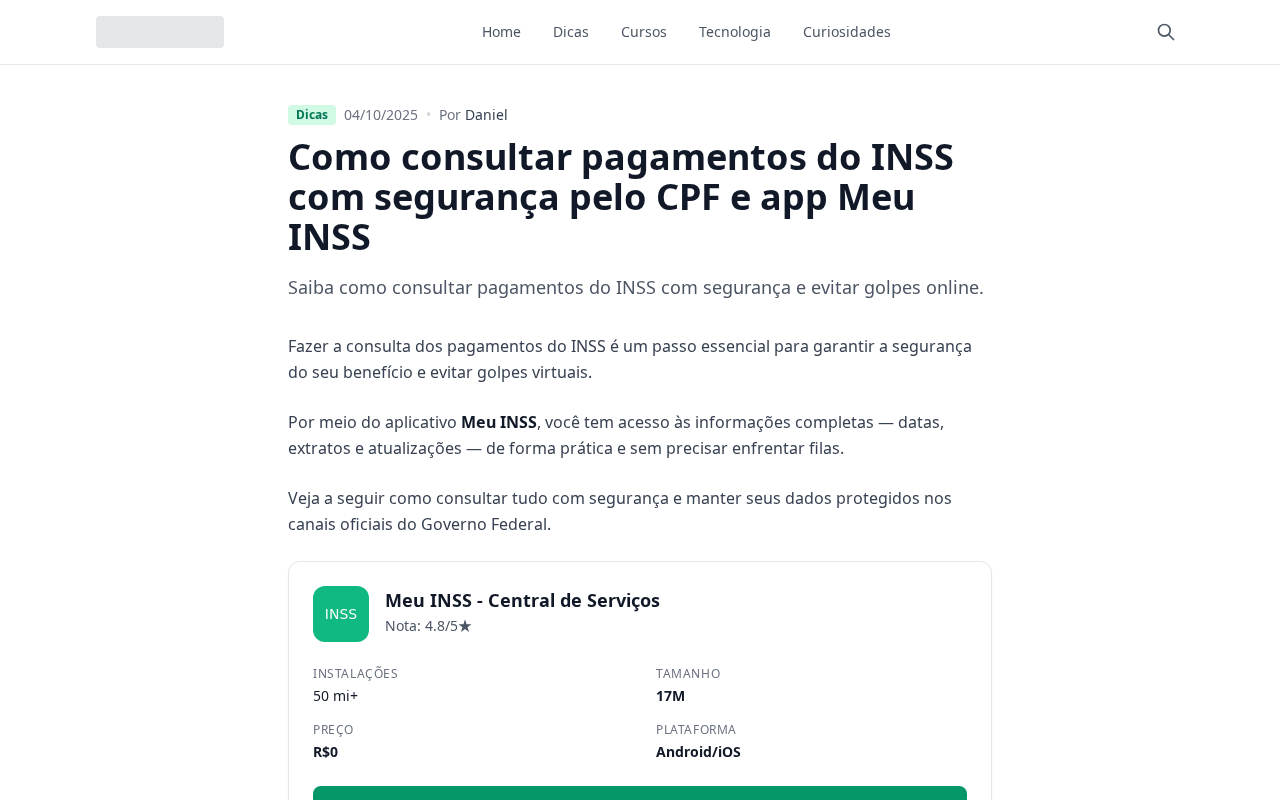 Home Dicas Cursos Tecnologia Curiosidades
Dicas 04/10/2025 • Por Daniel
Como consultar pagamentos do INSS
com segurança pelo CPF e app Meu
INSS
Saiba como consultar pagamentos do INSS com segurança e evitar golpes online.
Fazer a consulta dos pagamentos do INSS é um passo essencial para garantir a segurança
do seu benefício e evitar golpes virtuais.
Por meio do aplicativo Meu INSS, você tem acesso às informações completas — datas,
extratos e atualizações — de forma prática e sem precisar enfrentar filas.
Veja a seguir como consultar tudo com segurança e manter seus dados protegidos nos
canais oficiais do Governo Federal.
INSS
Meu INSS - Central de Serviços
Nota: 4.8/5★
INSTALAÇÕES TAMANHO
50 mi+ 17M
PREÇO PLATAFORMA
R$0 Android/iOS